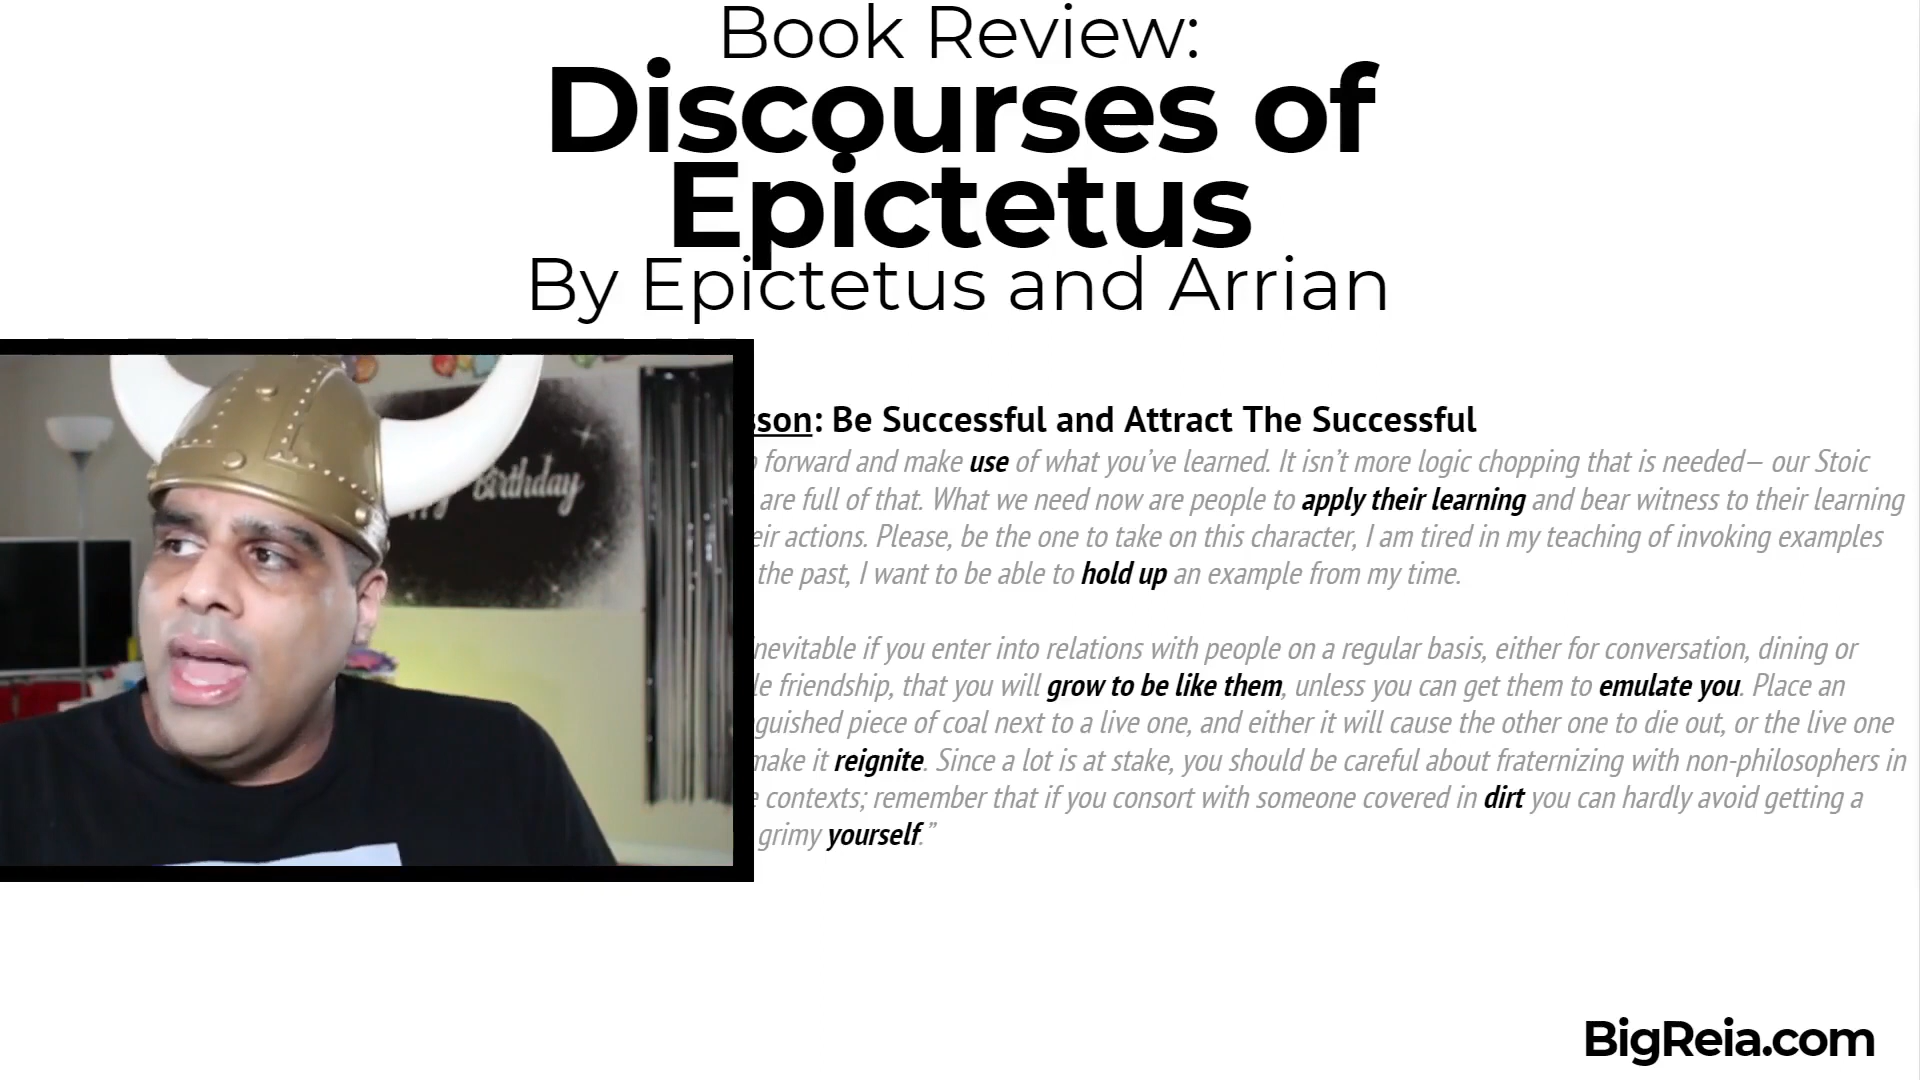 Book Review:
Discourses of
Epictetus
By Epictetus and Arrian
: Be Successful and Attract The Successful
forward and make use of what you’ve learned. It isn’t more logic chopping that is needed— our Stoic
are full of that. What we need now are people to apply their learning and bear witness to their learning
actions. Please, be the one to take on this character, I am tired in my teaching of invoking examples
the past, I want to be able to hold up an example from my time.
if you enter into relations with people on a regular basis, either for conversation, dining or
friendship, that you will grow to be like them, unless you can get them to emulate you. Place an
piece of coal next to a live one, and either it will cause the other one to die out, or the live one
make it reignite. Since a lot is at stake, you should be careful about fraternizing with non-philosophers in
contexts; remember that if you consort with someone covered in dirt you can hardly avoid getting a
grimy yourself.”
Birthday
BigReia.com